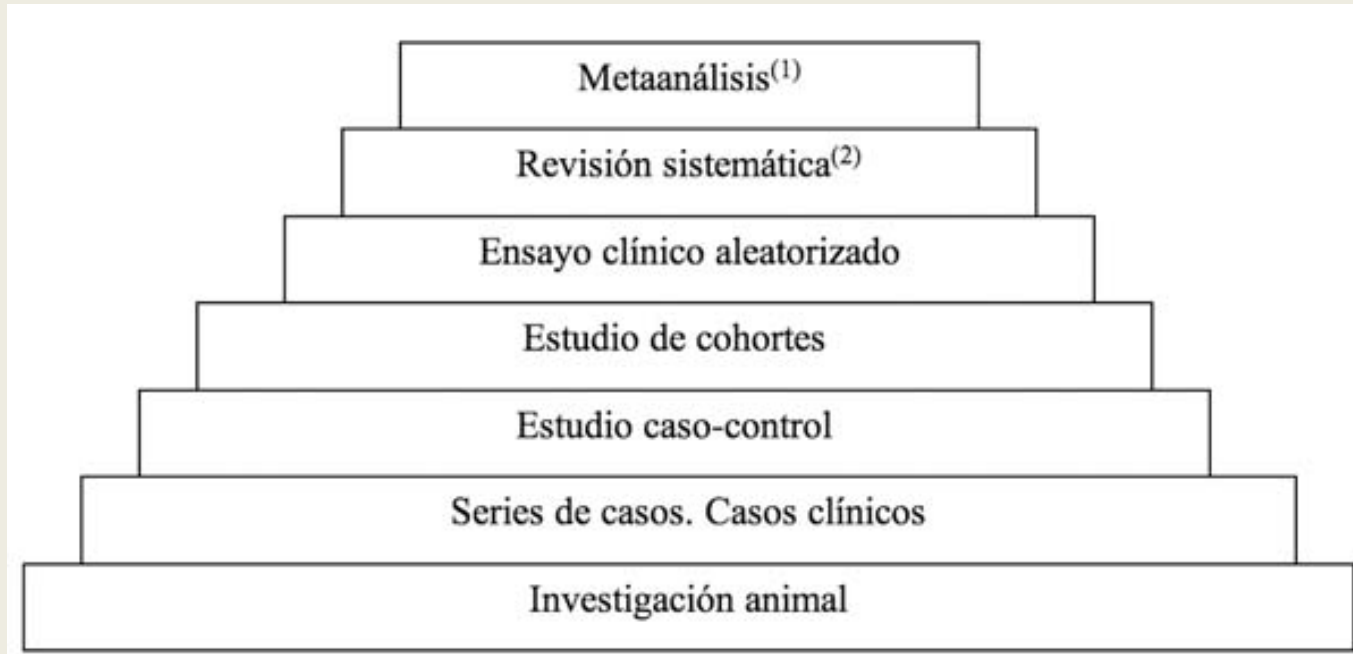 Metaanálisis(1)
Revisión sistemática(2)
Ensayo clínico aleatorizado
Estudio de cohortes
Estudio caso-control
Series de casos. Casos clínicos
Investigación animal